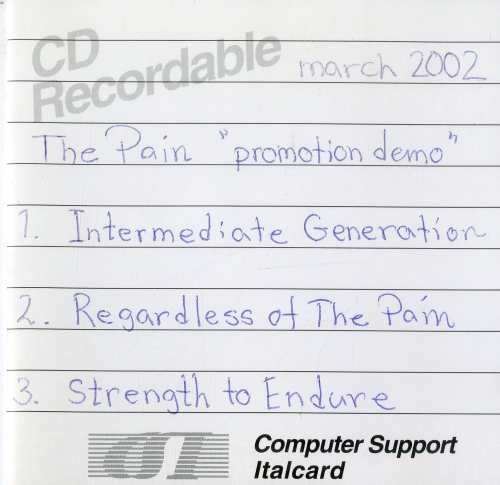 CD
Recordable
march 2002
The Pain "promotion demo"
1. Intermediate Generation
2. Regardless of The Pain
3. Strength to Endure
Computer Support
Italcard